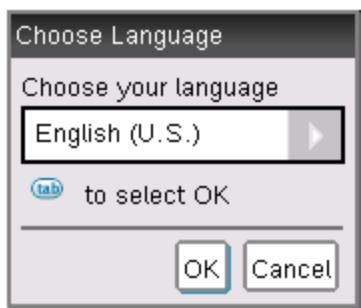 Choose Language
Choose your language
English (U.S.)
tab to select OK
OK Cancel